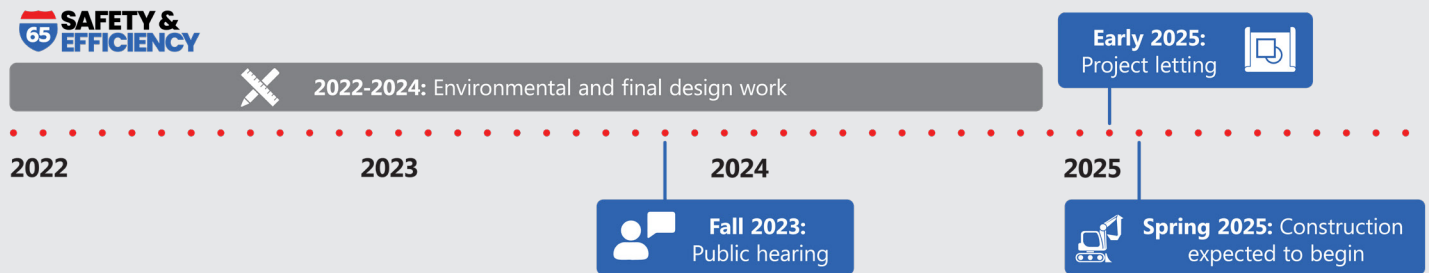 65
SAFETY &
EFFICIENCY
Early 2025:
Project letting
2022-2024: Environmental and final design work
2022
2023
2024
2025
Fall 2023:
Public hearing
Spring 2025: Construction
expected to begin